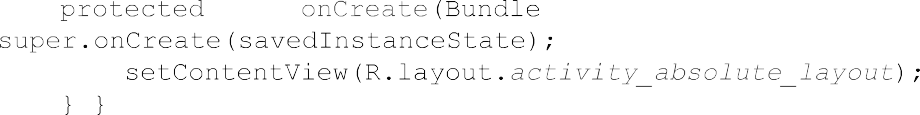 protected onCreate(Bundle
super.onCreate(savedInstanceState);
setContentView(R.layout.activity_absolute_layout);
} }